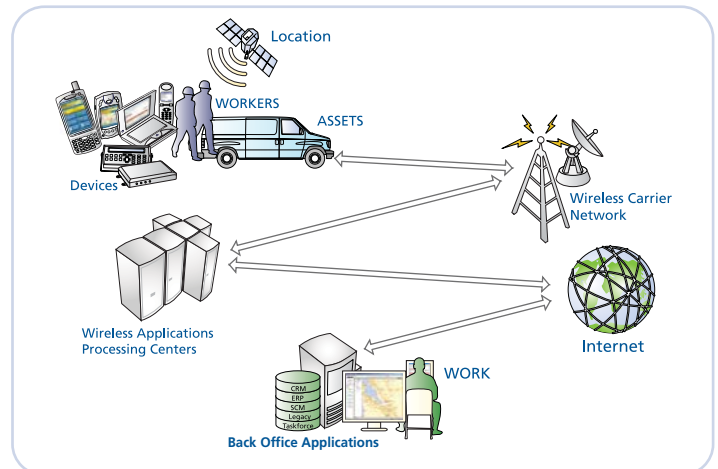 Location
WORKERS
ASSETS
Devices
Wireless Carrier
Network
Wireless Applications
Processing Centers
Internet
WORK
CRM
ERP
SCM
Legacy
Taskforce
Back Office Applications